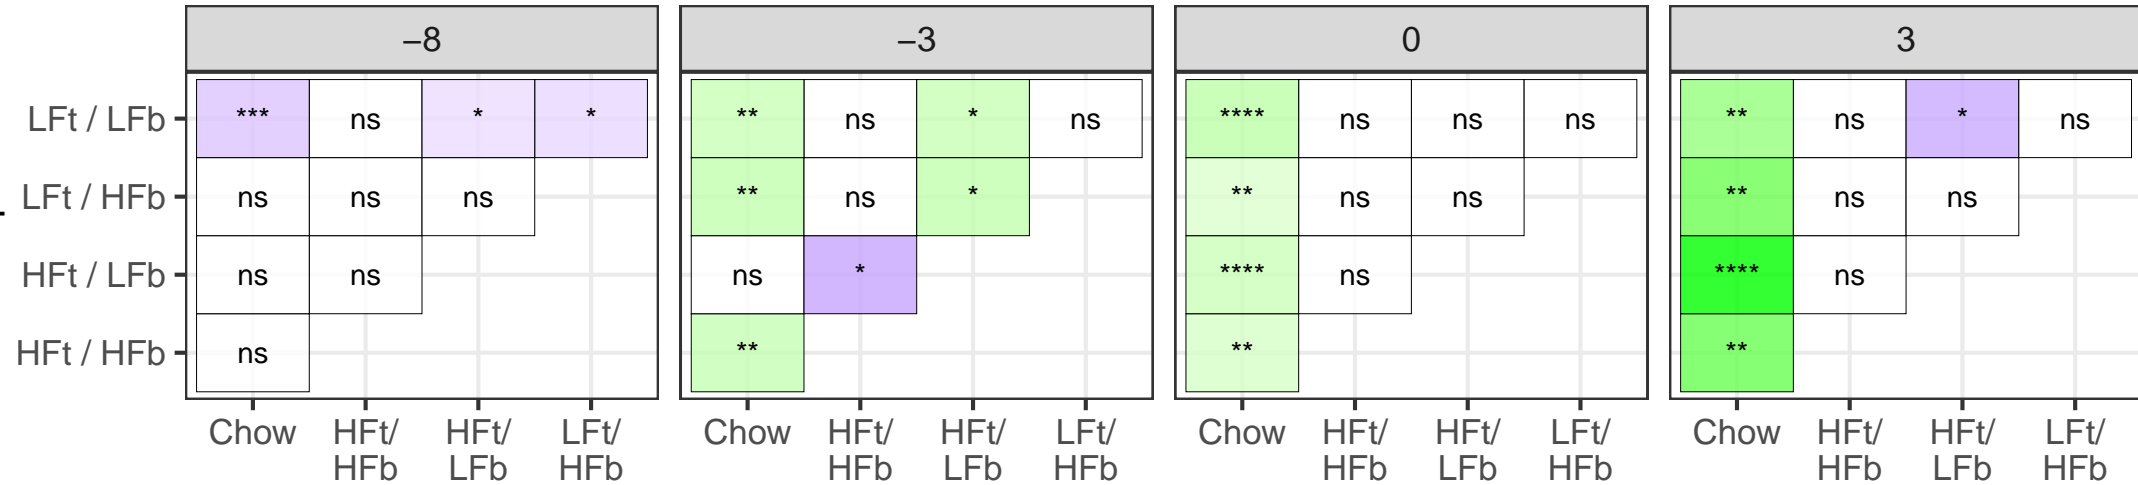 −8 −3 0 3
LFt / LFb *** ns * * ** ns * ns **** ns ns ns ** ns * ns
LFt / HFb ns ns ns ** ns * ** ns ns ** ns ns
HFt / LFb ns ns ns * **** ns **** ns
HFt / HFb ns ** ** **
Chow HFt/ HFt/ LFt/ Chow HFt/ HFt/ LFt/ Chow HFt/ HFt/ LFt/ Chow HFt/ HFt/ LFt/
HFb LFb HFb HFb LFb HFb HFb LFb HFb HFb LFb HFb